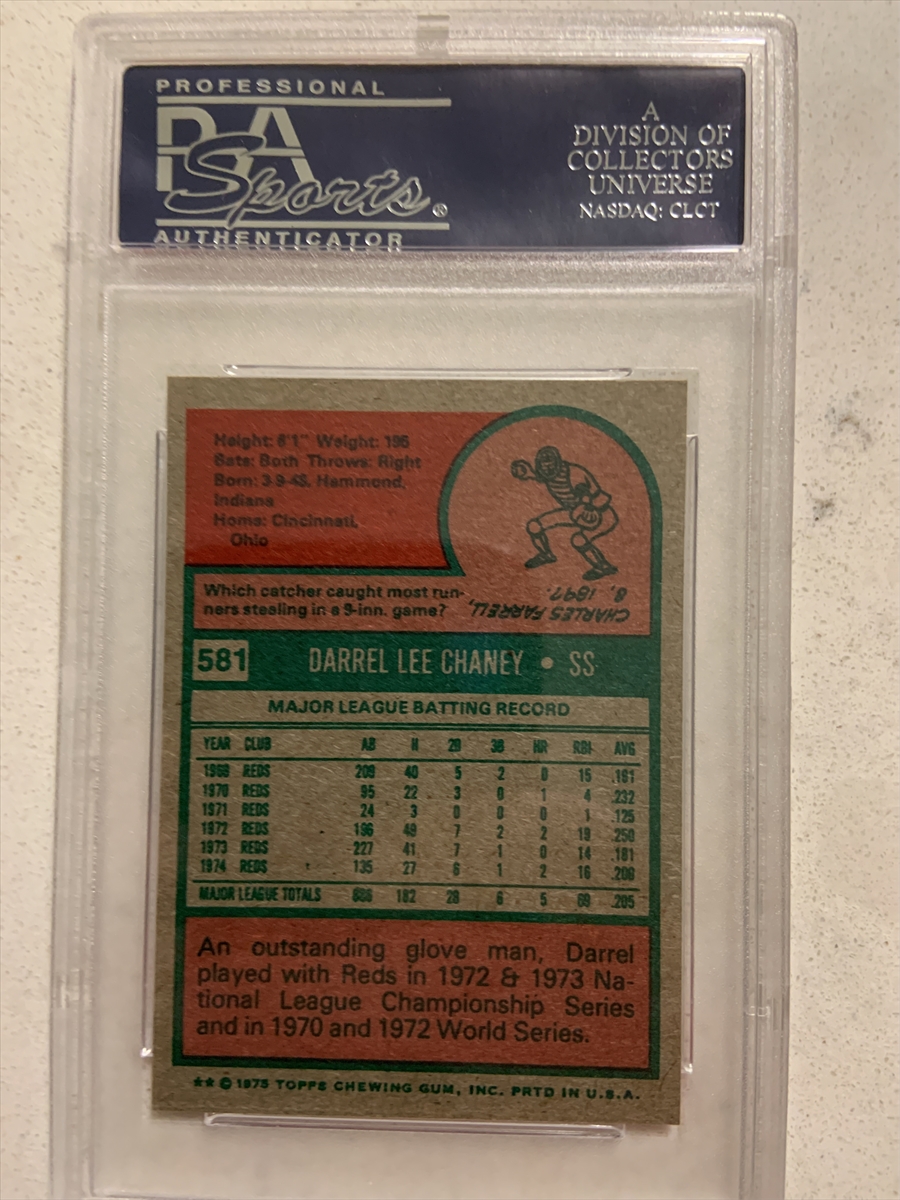 PROFESSIONAL
PSA
Sports®
AUTHENTICATOR
A
DIVISION OF
COLLECTORS
UNIVERSE
NASDAQ: CLCT
Height: 6'1" Weight: 195
Bats: Both Throws: Right
Born: 3-9-48, Hammond,
Indiana
Home: Cincinnati,
Ohio
Which catcher caught most run-
ners stealing in a 9-inn. game?
CHARLES FARRELL,
8, 1897.
581 DARREL LEE CHANEY • SS
MAJOR LEAGUE BATTING RECORD
YEAR CLUB AB H 2B 3B HR RBI AVG
1969 REDS 209 40 5 2 0 15 .191
1970 REDS 95 22 3 0 1 4 .232
1971 REDS 24 3 0 0 0 1 .125
1972 REDS 196 49 7 2 2 19 .250
1973 REDS 227 41 7 1 0 14 .181
1974 REDS 135 27 6 1 2 16 .200
MAJOR LEAGUE TOTALS 886 182 28 6 5 69 .205
An outstanding glove man, Darrel
played with Reds in 1972 & 1973 Na-
tional League Championship Series
and in 1970 and 1972 World Series.
★★ © 1975 TOPPS CHEWING GUM, INC. PRTD IN U.S.A.